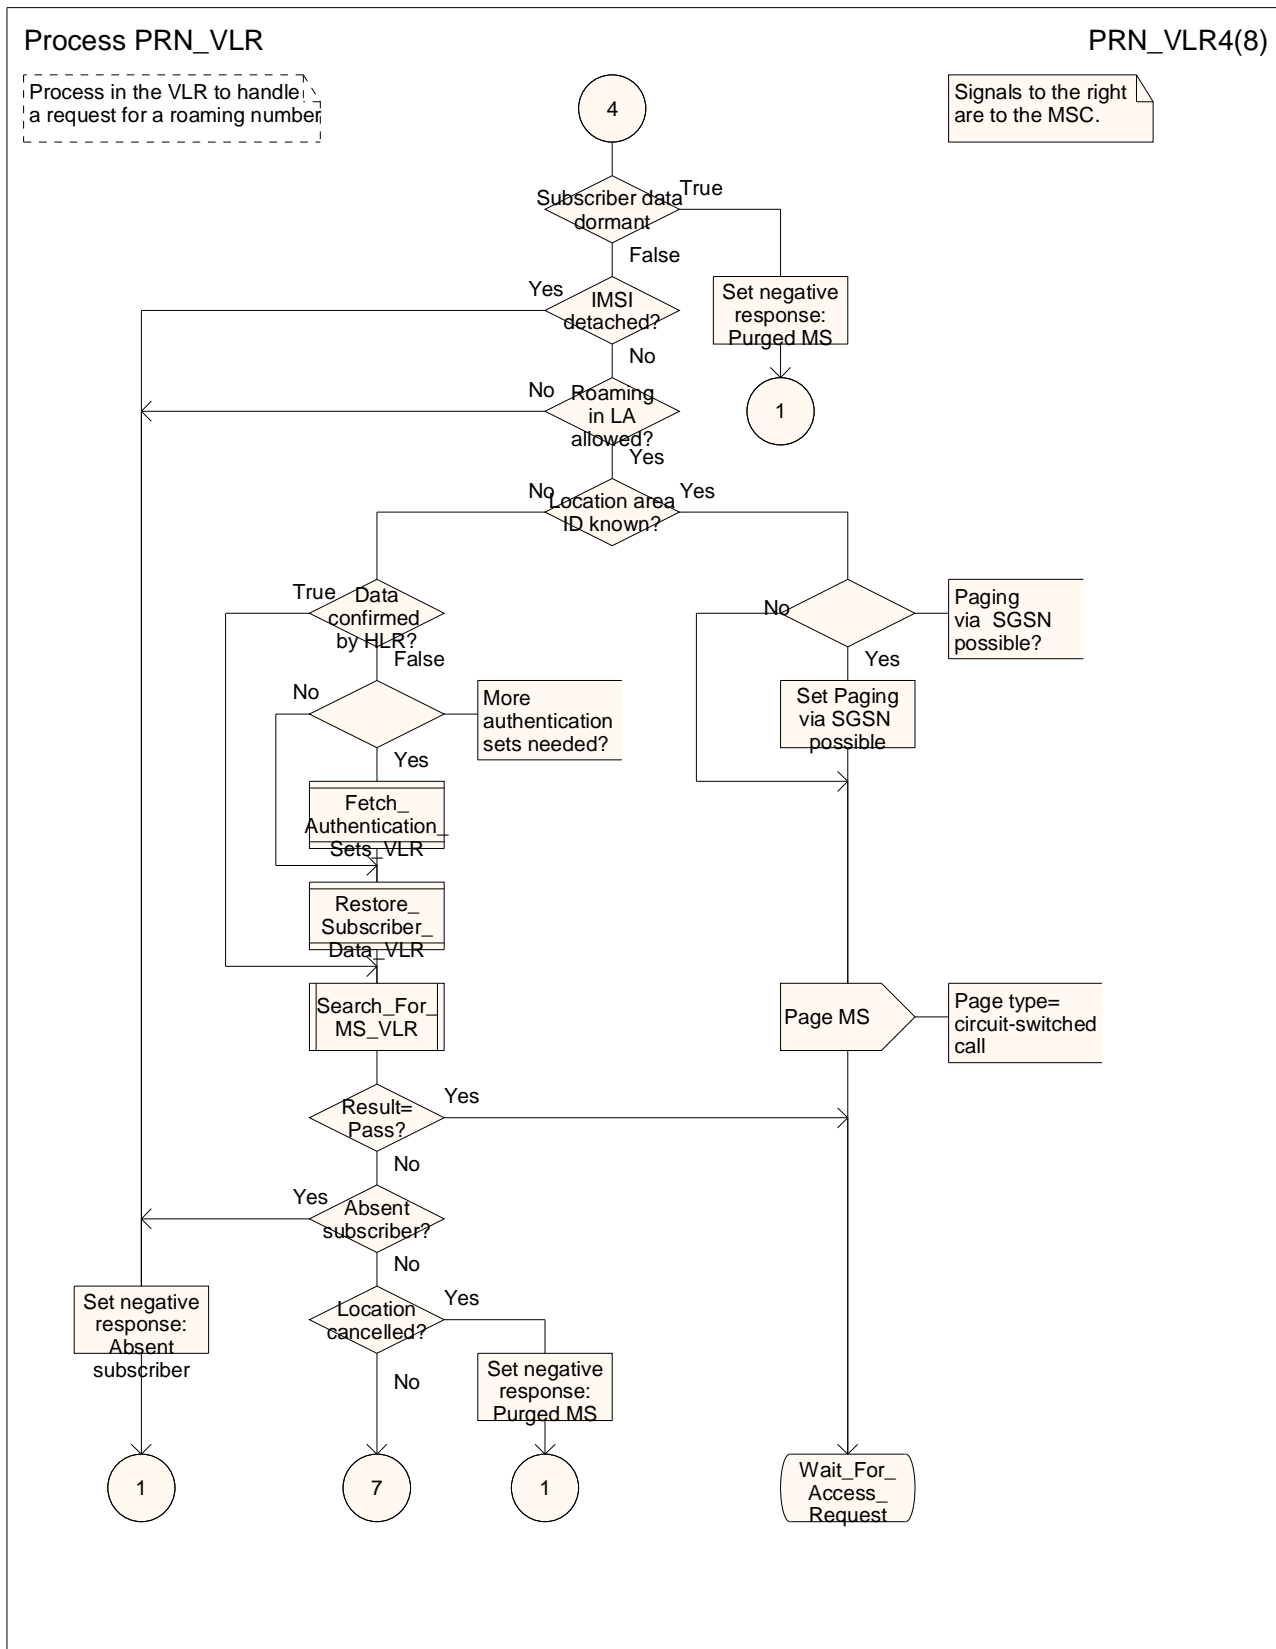 Process PRN_VLR
PRN_VLR4(8)
Process in the VLR to handle
a request for a roaming number
4
Signals to the right
are to the MSC.
Subscriber data
dormant
True
False
Set negative
response:
Purged MS
1
IMSI
detached?
Yes
No
Roaming
in LA
allowed?
No
Yes
Location area
ID known?
No
Yes
Data
confirmed
by HLR?
True
False
No
Paging
via  SGSN
possible?
Yes
Set Paging
via SGSN
possible
No
More
authentication
sets needed?
Yes
Fetch_
Authentication_
Sets_VLR
Restore_
Subscriber_
Data_VLR
Search_For_
MS_VLR
Page MS
Page type=
circuit-switched
call
Result=
Pass?
Yes
No
Absent
subscriber?
Yes
No
Location
cancelled?
Yes
No
Set negative
response:
Absent
subscriber
Set negative
response:
Purged MS
1
7
1
Wait_For_
Access_
Request